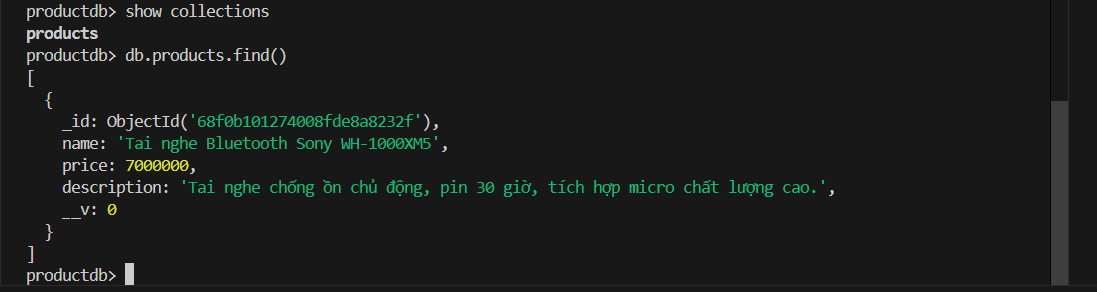 productdb> show collections
products
productdb> db.products.find()
[
  {
    _id: ObjectId('68f0b101274008fde8a8232f'),
    name: 'Tai nghe Bluetooth Sony WH-1000XM5',
    price: 7000000,
    description: 'Tai nghe chống ồn chủ động, pin 30 giờ, tích hợp micro chất lượng cao.',
    __v: 0
  }
]
productdb>